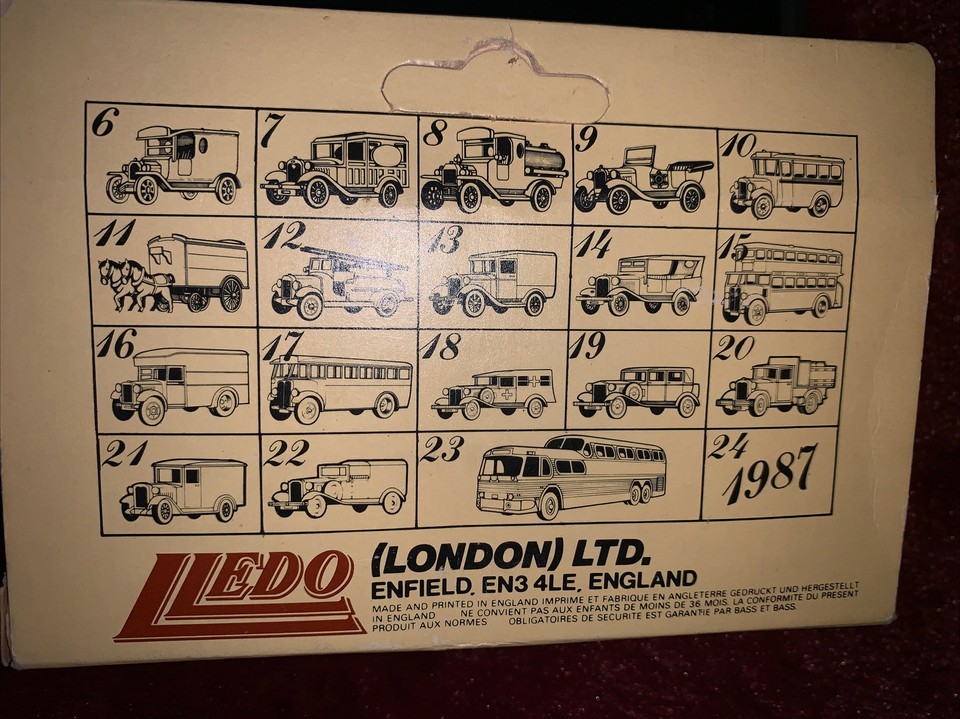 6 7 8 9 10
11 12 13 14 15
16 17 18 19 20
21 22 23 24
1987
LLEDO
(LONDON) LTD.
ENFIELD, EN3 4LE, ENGLAND
MADE AND PRINTED IN ENGLAND IMPRIME ET FABRIQUE EN ANGLETERRE GEDRUCKT UND HERGESTELLT
IN ENGLAND NE CONVIENT PAS AUX ENFANTS DE MOINS DE 36 MOIS. LA CONFORMITE DU PRESENT
PRODUIT AUX NORMES OBLIGATOIRES DE SECURITE EST GARANTIE PAR BASS ET BASS.